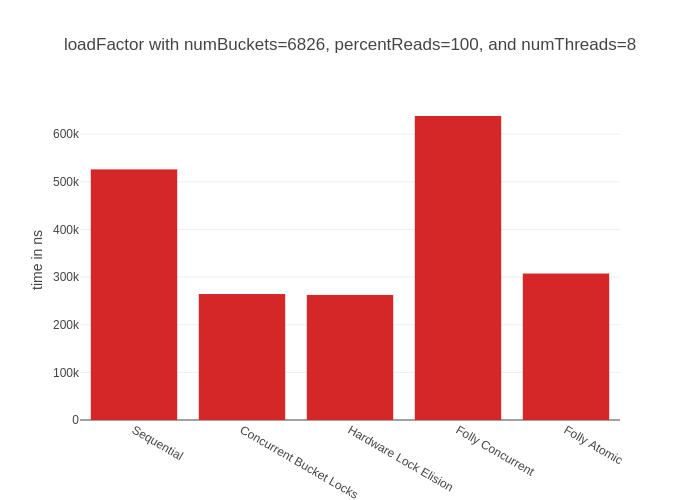 loadFactor with numBuckets=6826, percentReads=100, and numThreads=8
600k
500k
400k
300k
200k
100k
0
time in ns
Sequential
Concurrent Bucket Locks
Hardware Lock Elision
Folly Concurrent
Folly Atomic